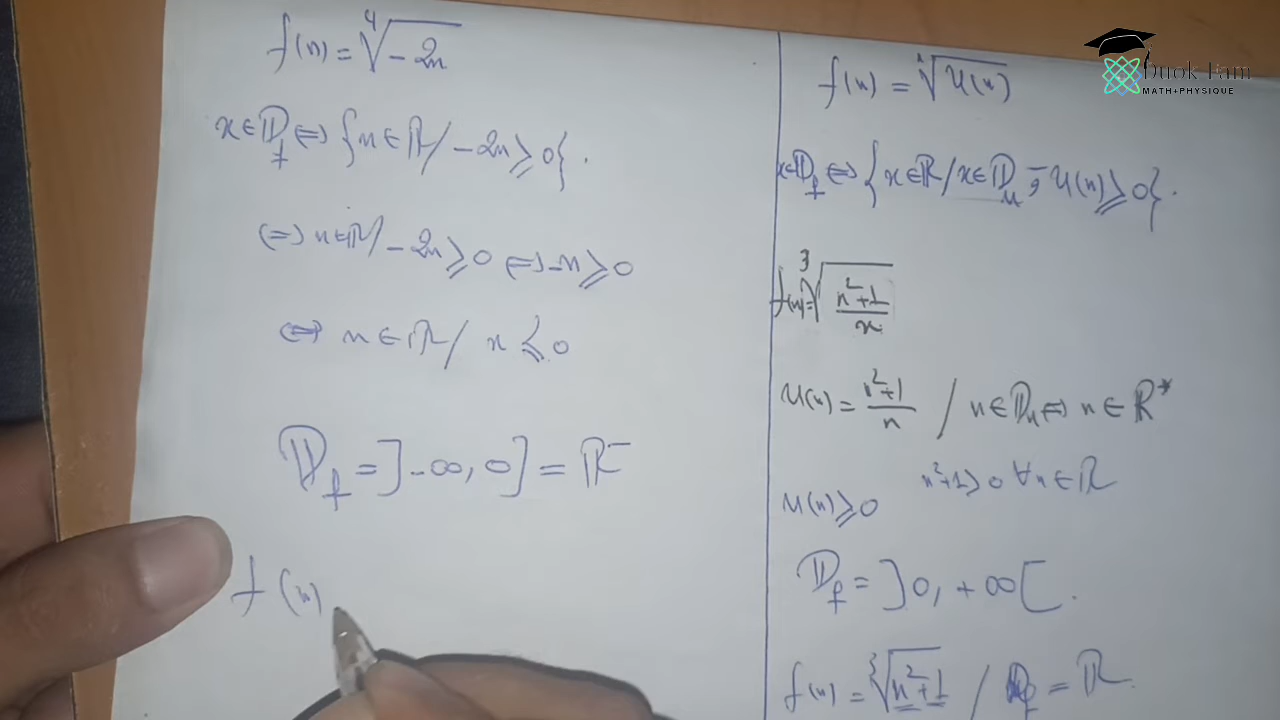 f(x) = ⁴√(-2x)
x∈D_f ⇔ {x∈ℝ / -2x ⩾ 0}.
⇔ x∈ℝ / -2x ⩾ 0 ⇔ -x ⩾ 0
⇔ x∈ℝ / x ⩽ 0
D_f = ]-∞, 0] = ℝ⁻
f(x)
f(x) = √U(x)
x∈D_f ⇔ {x∈ℝ / x∈D_u ; U(x) ⩾ 0}.
f(x) = ³√((x²+1)/x)
U(x) = (x²+1)/x / x∈D_u ⇔ x∈ℝ*
x²+1>0 ∀x∈ℝ
U(x) ⩾ 0
D_f = ]0, +∞[.
f(x) = ³√(x²+1) / D_f = ℝ.
MATH+PHYSIQUE